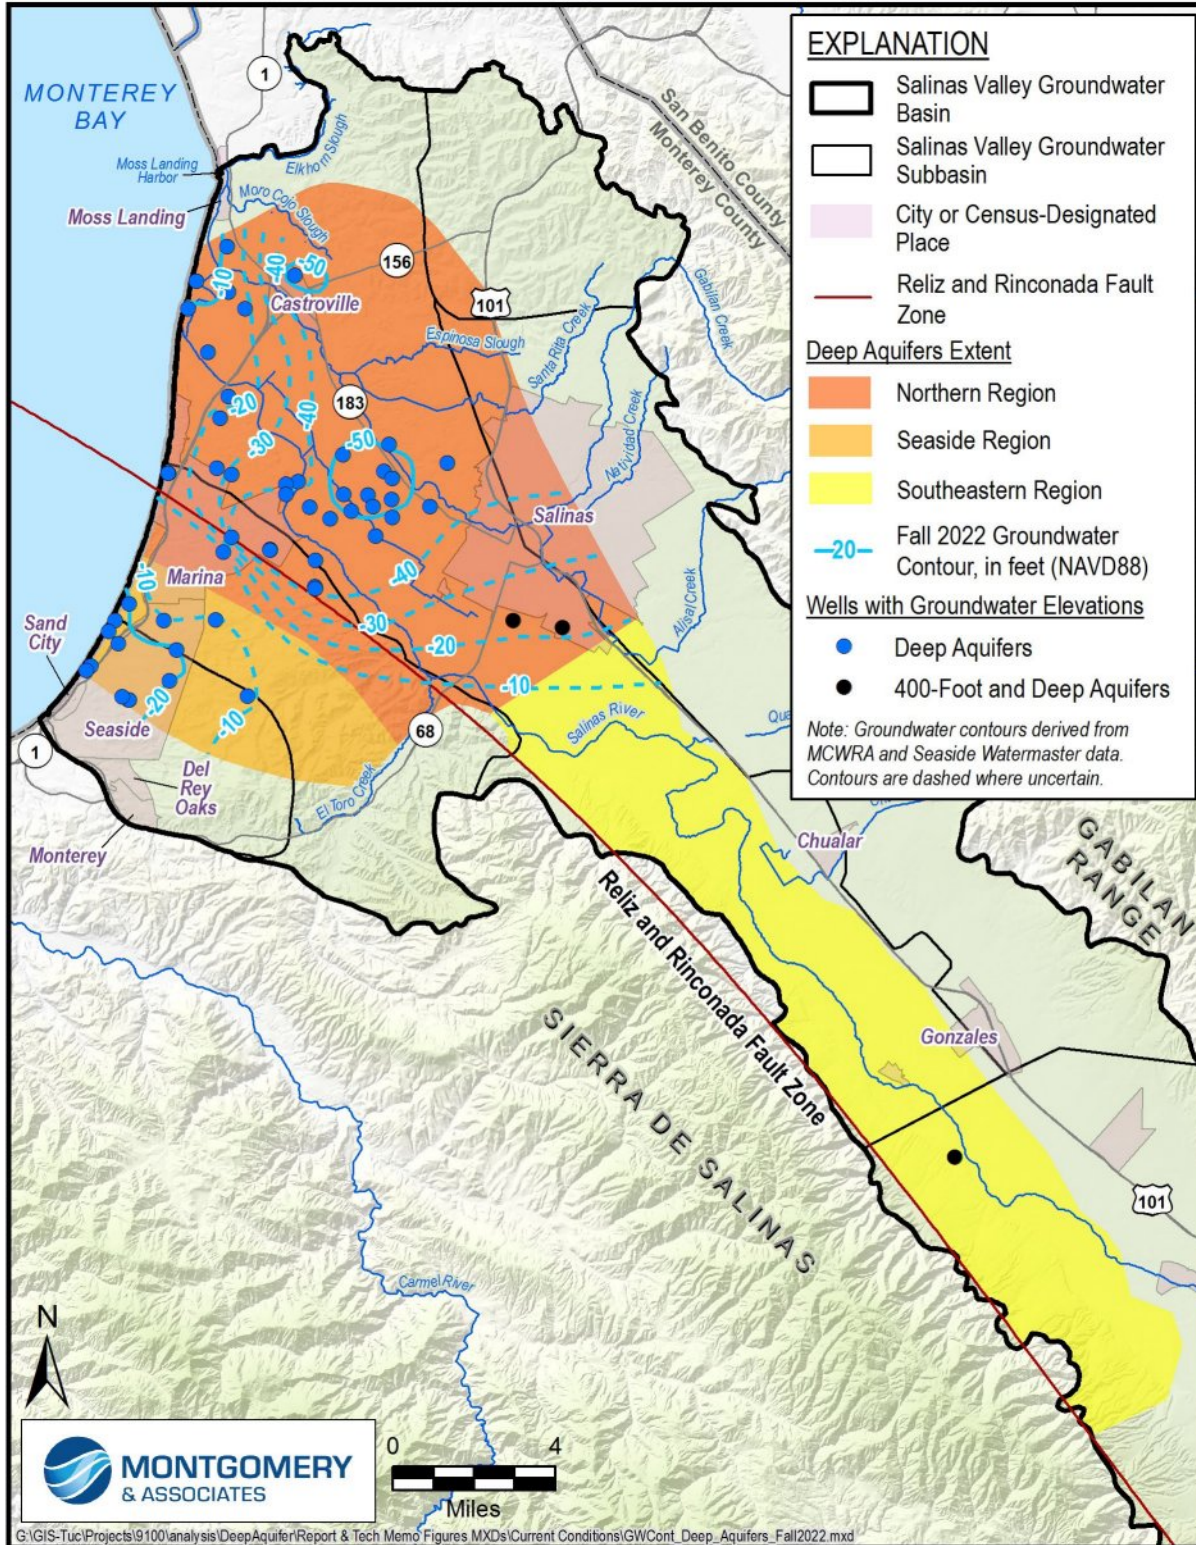 EXPLANATION
Salinas Valley Groundwater
Basin
Salinas Valley Groundwater
Subbasin
City or Census-Designated
Place
Reliz and Rinconada Fault
Zone
Deep Aquifers Extent
Northern Region
Seaside Region
Southeastern Region
-20
Fall 2022 Groundwater
Contour, in feet (NAVD88)
Wells with Groundwater Elevations
Deep Aquifers
400-Foot and Deep Aquifers
Note: Groundwater contours derived from
MCWRA and Seaside Watermaster data.
Contours are dashed where uncertain.
MONTEREY
BAY
1
San Benito County
Monterey County
Elkhorn Slough
Moss Landing
Harbor
Moro Cojo Slough
Moss Landing
156
101
Gabilan Creek
-10
-40
-50
Castroville
Espinosa Slough
Santa Rita Creek
Natividad Creek
183
-20
-30
-40
-50
Salinas
Alisal Creek
Marina
-10
-40
-30
-20
-10
Sand
City
-20
-10
Seaside
68
Salinas River
Qua
1
Del
Rey
Oaks
El Toro Creek
Monterey
Chualar
GABILAN
RANGE
Reliz and Rinconada Fault Zone
Gonzales
SIERRA DE SALINAS
101
Carmel River
N
MONTGOMERY
& ASSOCIATES
0 4
Miles
G:\GIS-Tuc\Projects\9100\analysis\DeepAquifer\Report & Tech Memo Figures MXDs\Current Conditions\GWCont_Deep_Aquifers_Fall2022.mxd